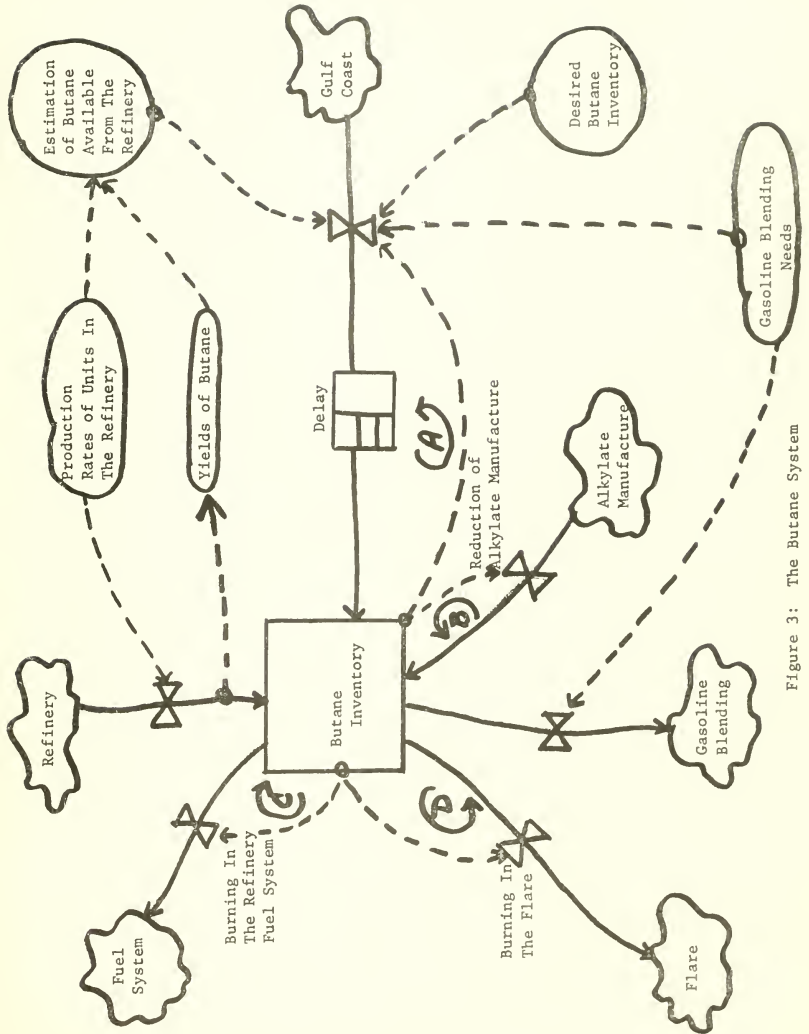 Estimation
of Butane
Available
From The
Refinery
Gulf
Coast
Desired
Butane
Inventory
Gasoline Blending
Needs
Production
Rates of Units In
The Refinery
Yields of Butane
Delay
A
Reduction of
Alkylate Manufacture
Alkylate
Manufacture
B
Refinery
Butane
Inventory
Gasoline
Blending
C
D
Burning In
The Refinery
Fuel System
Burning In
The Flare
Fuel
System
Flare
Figure 3: The Butane System